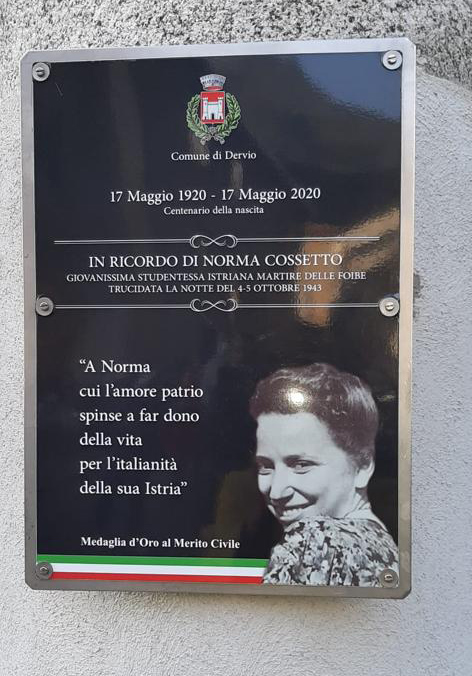 Comune di Dervio
17 Maggio 1920 - 17 Maggio 2020
Centenario della nascita
IN RICORDO DI NORMA COSSETTO
GIOVANISSIMA STUDENTESSA ISTRIANA MARTIRE DELLE FOIBE
TRUCIDATA LA NOTTE DEL 4-5 OTTOBRE 1943
“A Norma
cui l’amore patrio
spinse a far dono
della vita
per l’italianità
della sua Istria”
Medaglia d’Oro al Merito Civile